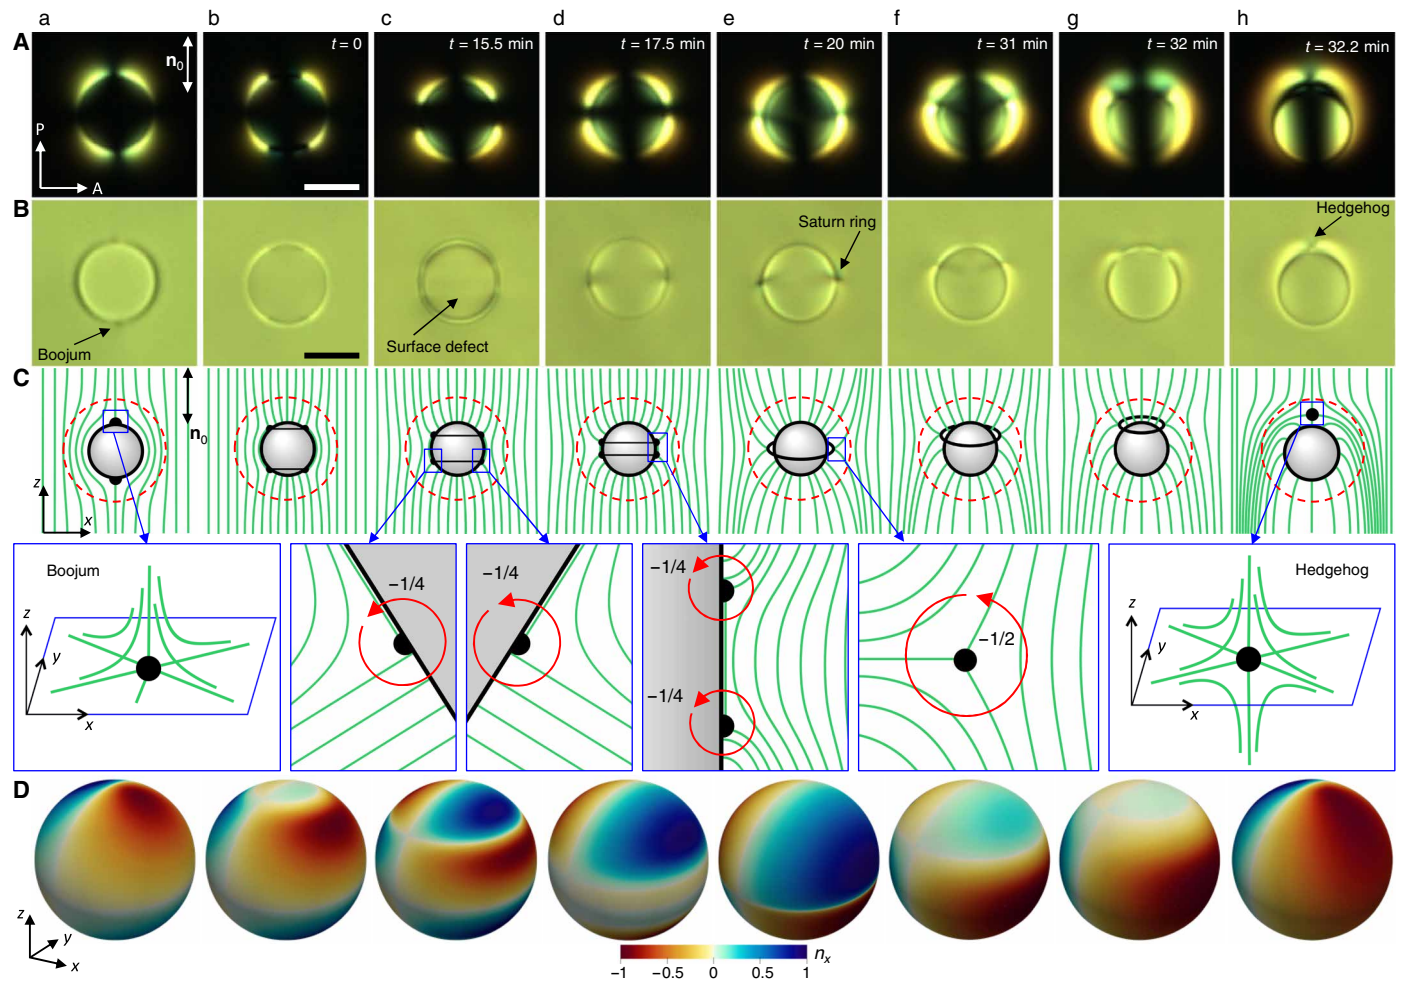 a b c d e f g h
A
n0
t = 0
t = 15.5 min
t = 17.5 min
t = 20 min
t = 31 min
t = 32 min
t = 32.2 min
P
A
B
Boojum
Surface defect
Saturn ring
Hedgehog
C
n0
z
x
Boojum
z
y
x
−1/4
−1/4
−1/4
−1/4
−1/2
Hedgehog
z
y
x
D
z
y
x
−1 −0.5 0 0.5 1
nx